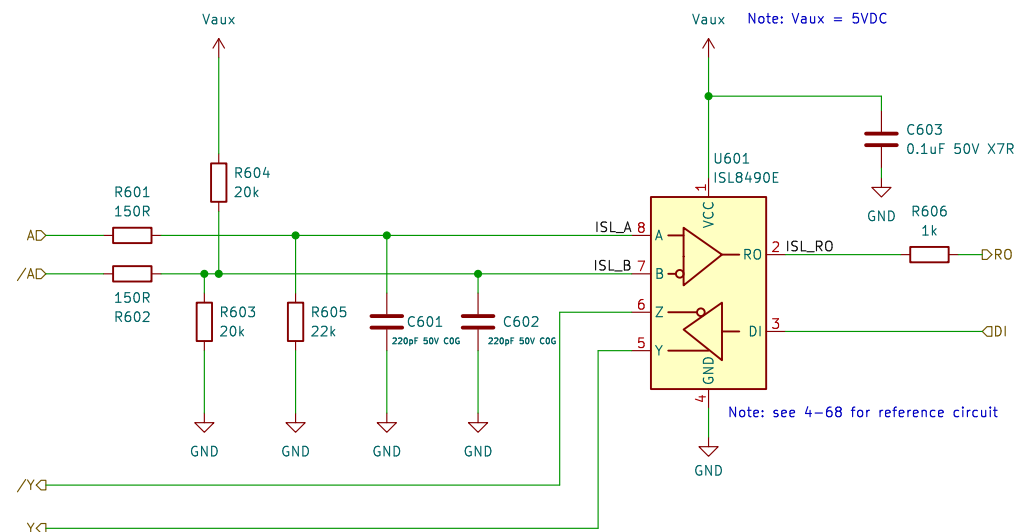 Vaux
Vaux
Note: Vaux = 5VDC
C603
0.1uF 50V X7R
GND
U601
ISL8490E
R604
20k
R601
150R
R606
1k
1
VCC
A
ISL_A
8
A
RO
2
ISL_RO
RO
/A
ISL_B
7
B
150R
R602
R603
20k
R605
22k
C601
220pF 50V C0G
C602
220pF 50V C0G
6
Z
DI
3
DI
5
Y
GND
4
Note: see 4-68 for reference circuit
GND
GND
GND
GND
GND
/Y
Y